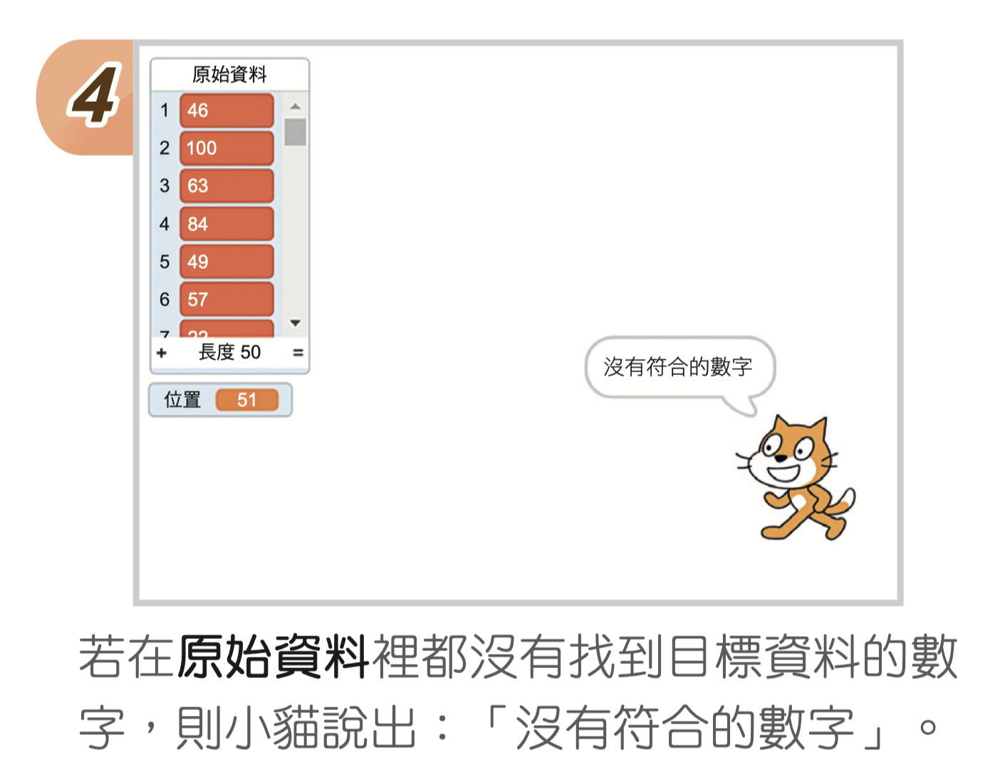 4
原始資料
1 46
2 100
3 63
4 84
5 49
6 57
7 22
+ 長度 50 =
位置 51
沒有符合的數字
若在原始資料裡都沒有找到目標資料的數
字，則小貓說出：「沒有符合的數字」。